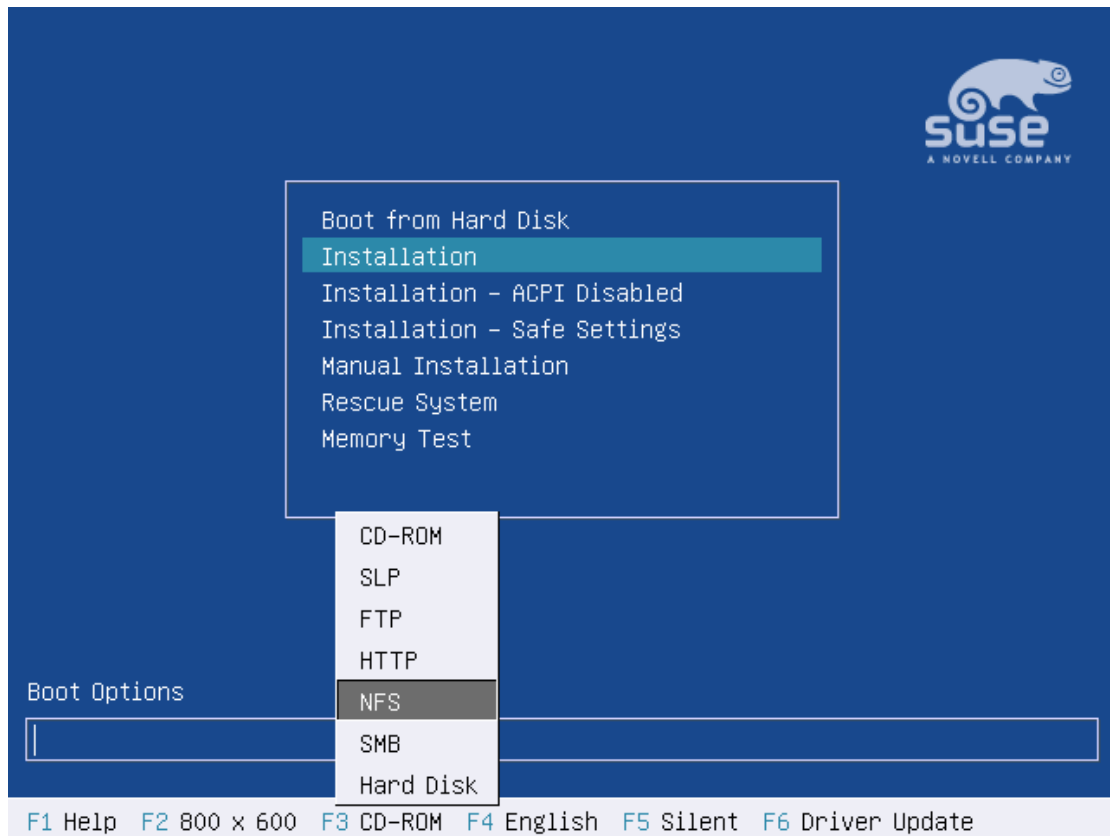 SUSE
A NOVELL COMPANY
Boot from Hard Disk
Installation
Installation – ACPI Disabled
Installation – Safe Settings
Manual Installation
Rescue System
Memory Test
CD–ROM
SLP
FTP
HTTP
NFS
SMB
Hard Disk
Boot Options
F1 Help F2 800 x 600 F3 CD–ROM F4 English F5 Silent F6 Driver Update